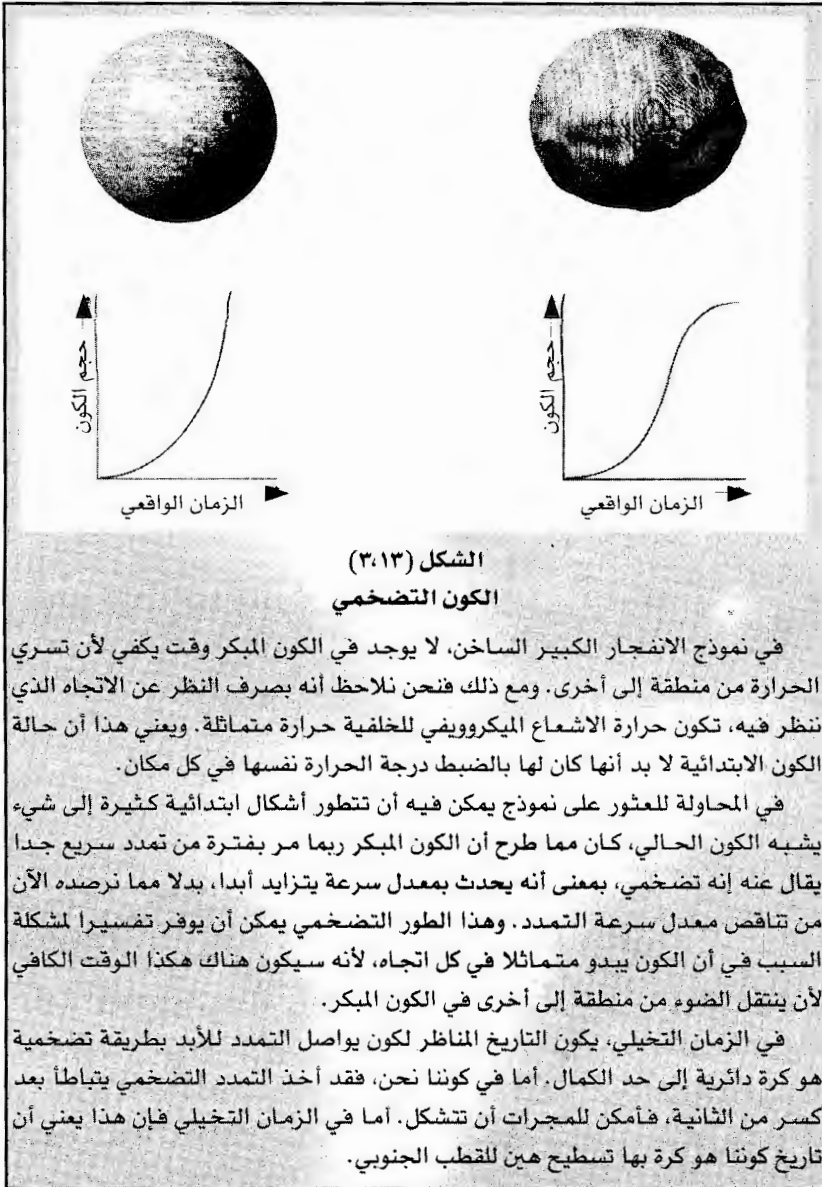 حجم الكون
الزمان الواقعي
حجم الكون
الزمان الواقعي
الشكل (٣،١٣)
الكون التضخمي
في نموذج الانفجار الكبير الساخن، لا يوجد في الكون المبكر وقت يكفي لأن تسري
الحرارة من منطقة إلى أخرى. ومع ذلك فنحن نلاحظ أنه بصرف النظر عن الاتجاه الذي
ننظر فيه، تكون حرارة الاشعاع الميكروويفي للخلفية حرارة متماثلة. ويعني هذا أن حالة
الكون الابتدائية لا بد أنها كان لها بالضبط درجة الحرارة نفسها في كل مكان.
في المحاولة للعثور على نموذج يمكن فيه أن تتطور أشكال ابتدائية كثيرة إلى شيء
يشبه الكون الحالي، كان مما طرح أن الكون المبكر ربما مر بفترة من تمدد سريع جدا
يقال عنه إنه تضخمي، بمعنى أنه يحدث بمعدل سرعة يتزايد أبدا، بدلا مما نرصده الآن
من تناقص معدل سرعة التمدد. وهذا الطور التضخمي يمكن أن يوفر تفسيرا لمشكلة
السبب في أن الكون يبدو متماثلا في كل اتجاه، لأنه سيكون هناك هكذا الوقت الكافي
لأن ينتقل الضوء من منطقة إلى أخرى في الكون المبكر.
في الزمان التخيلي، يكون التاريخ المناظر لكون يواصل التمدد للأبد بطريقة تضخمية
هو كرة دائرية إلى حد الكمال. أما في كوننا نحن، فقد أخذ التمدد التضخمي يتباطأ بعد
كسر من الثانية، فأمكن للمجرات أن تتشكل. أما في الزمان التخيلي فإن هذا يعني أن
تاريخ كوننا هو كرة بها تسطيح هين للقطب الجنوبي.